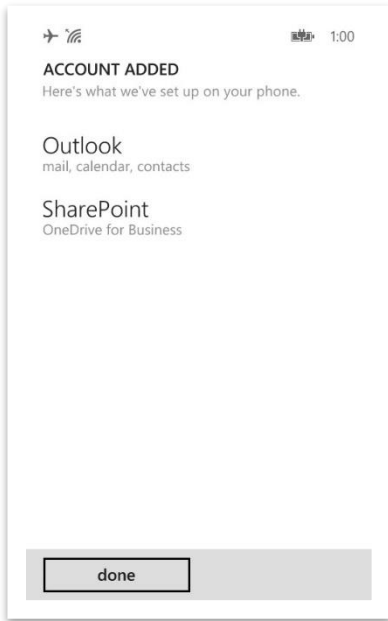 1:00
ACCOUNT ADDED
Here's what we've set up on your phone.
Outlook
mail, calendar, contacts
SharePoint
OneDrive for Business
done